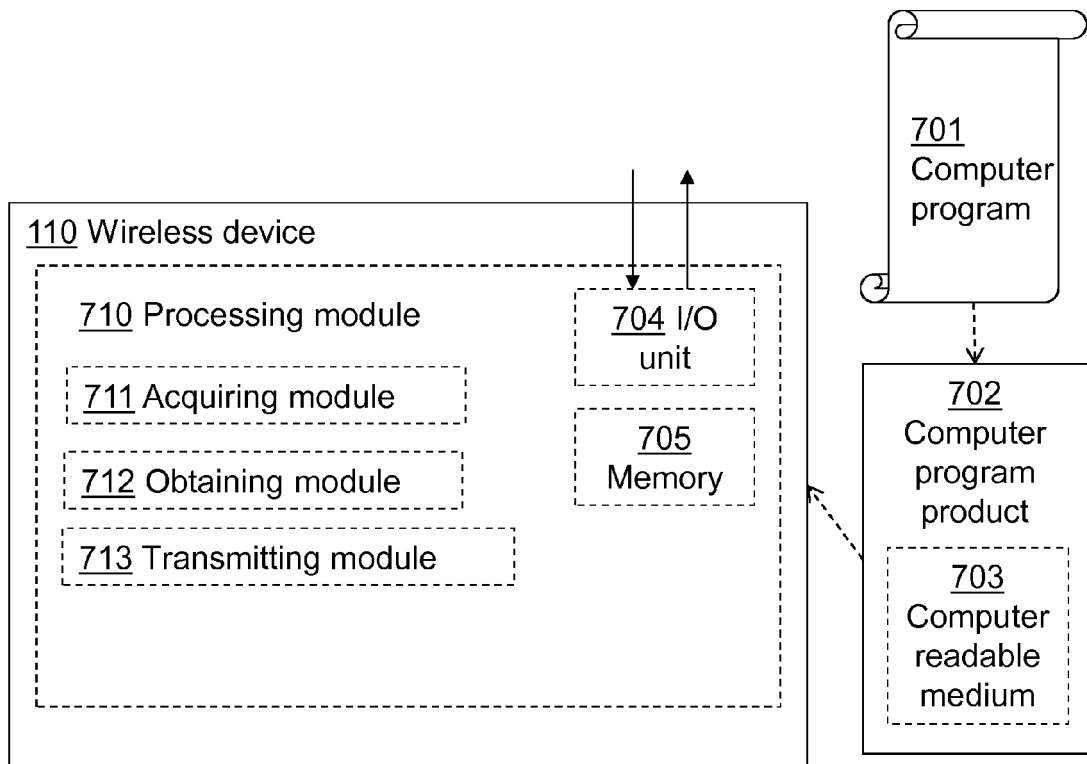 701
Computer
program
110 Wireless device
710 Processing module
704 I/O
unit
711 Acquiring module
705
Memory
712 Obtaining module
713 Transmitting module
702
Computer
program
product
703
Computer
readable
medium